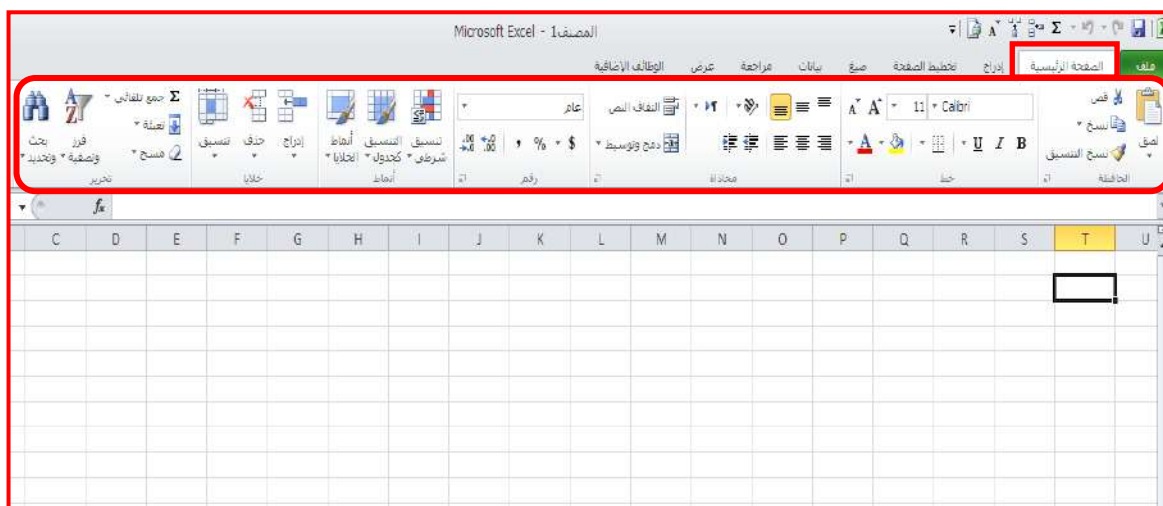 المصنف1 - Microsoft Excel
ملف الصفحة الرئيسية إدراج تخطيط الصفحة صيغ بيانات مراجعة عرض الوظائف الإضافية
لصق
قص
نسخ
نسخ التنسيق
الحافظة
Calibri 11
B I U
خط
التفاف النص
دمج وتوسيط
محاذاة
عام
$ % ,
رقم
تنسيق شرطي
التنسيق كجدول
أنماط الخلايا
أنماط
إدراج
حذف
تنسيق
خلايا
Σ جمع تلقائي
تعبئة
مسح
فرز وتصفية
بحث وتحديد
تحرير
fx
C D E F G H I J K L M N O P Q R S T U